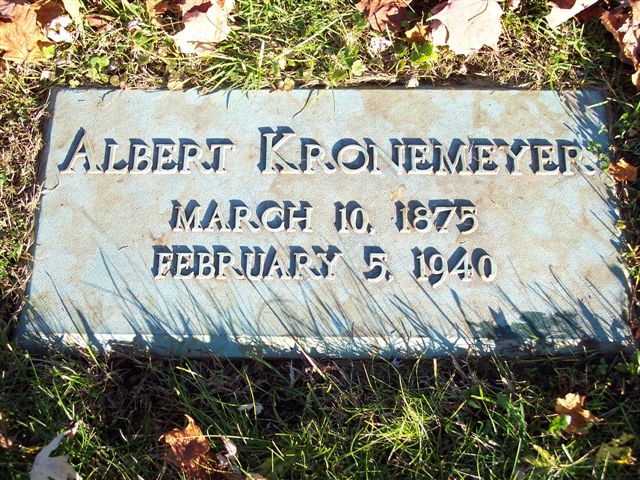 ALBERT KRONEMEYER
MARCH 10, 1875
FEBRUARY 5, 1940